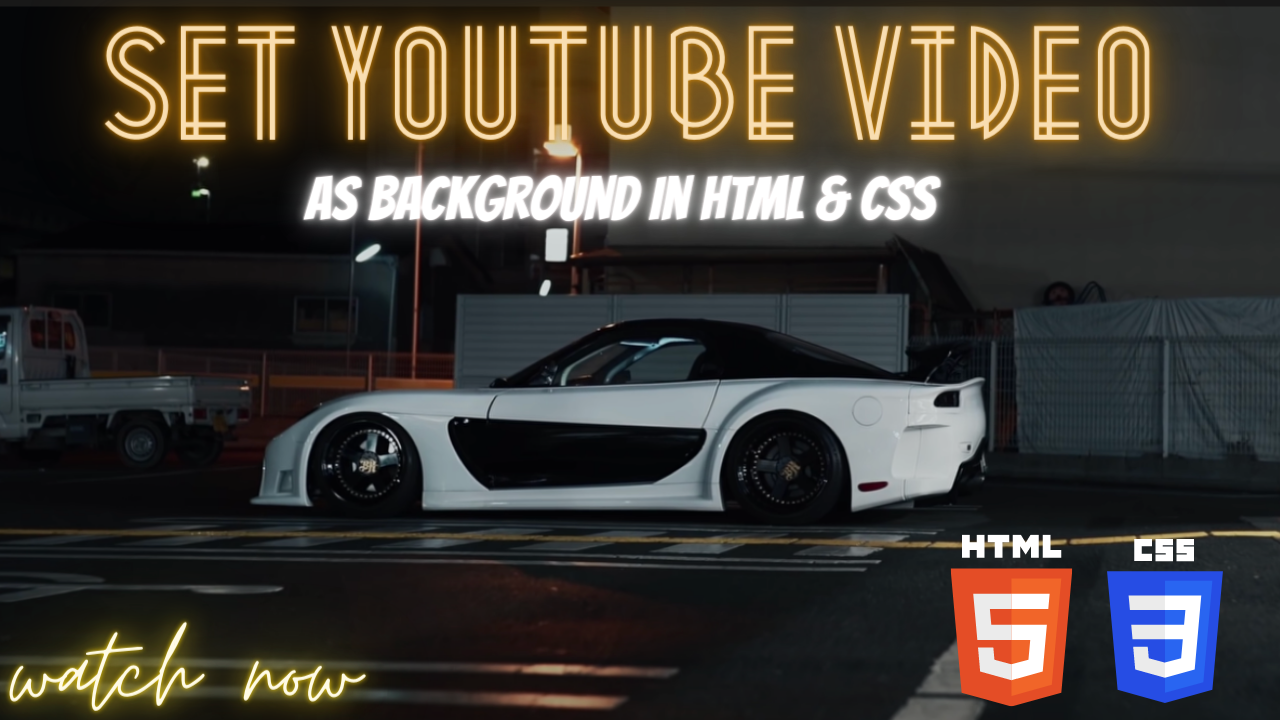 SET YOUTUBE VIDEO
AS BACKGROUND IN HTML & CSS
HTML CSS
5 3
watch now